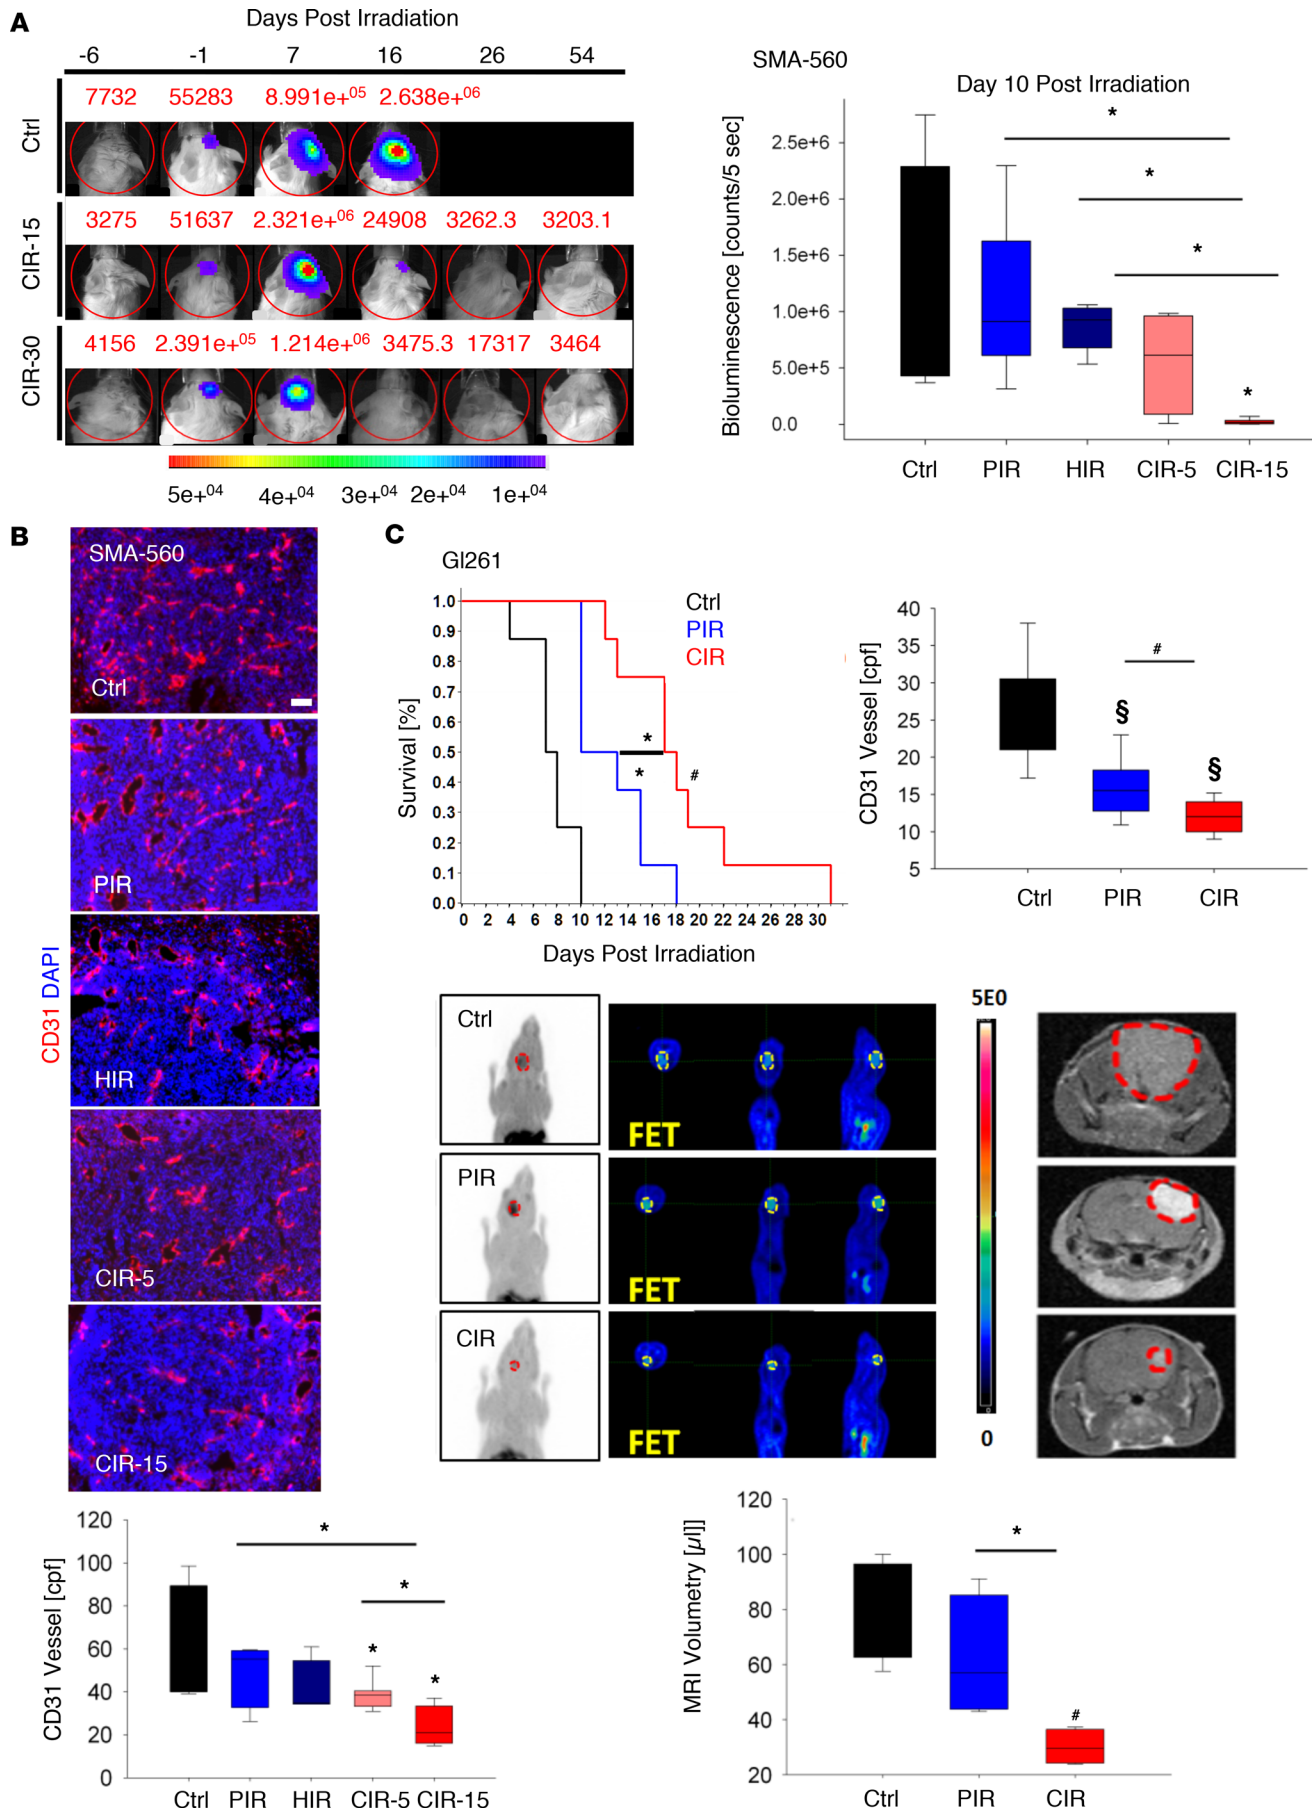 A
Days Post Irradiation
-6 -1 7 16 26 54
Ctrl
7732 55283 8.991e+05 2.638e+06
CIR-15
3275 51637 2.321e+06 24908 3262.3 3203.1
CIR-30
4156 2.391e+05 1.214e+06 3475.3 17317 3464
5e+04 4e+04 3e+04 2e+04 1e+04
SMA-560
Day 10 Post Irradiation
Bioluminescence [counts/5 sec]
2.5e+6
2.0e+6
1.5e+6
1.0e+6
5.0e+5
0.0
*
*
*
*
Ctrl PIR HIR CIR-5 CIR-15
B
SMA-560
Ctrl
PIR
HIR
CIR-5
CIR-15
CD31 DAPI
CD31 Vessel [cpf]
120
100
80
60
40
20
0
*
*
*
*
Ctrl PIR HIR CIR-5 CIR-15
C
Gl261
Survival [%]
1.0
0.9
0.8
0.7
0.6
0.5
0.4
0.3
0.2
0.1
0.0
Ctrl
PIR
CIR
*
*
#
0 2 4 6 8 10 12 14 16 18 20 22 24 26 28 30
Days Post Irradiation
CD31 Vessel [cpf]
40
35
30
25
20
15
10
5
#
§
§
Ctrl PIR CIR
Ctrl
FET
PIR
FET
CIR
FET
5E0
0
MRI Volumetry [µl]]
120
100
80
60
40
20
*
#
Ctrl PIR CIR